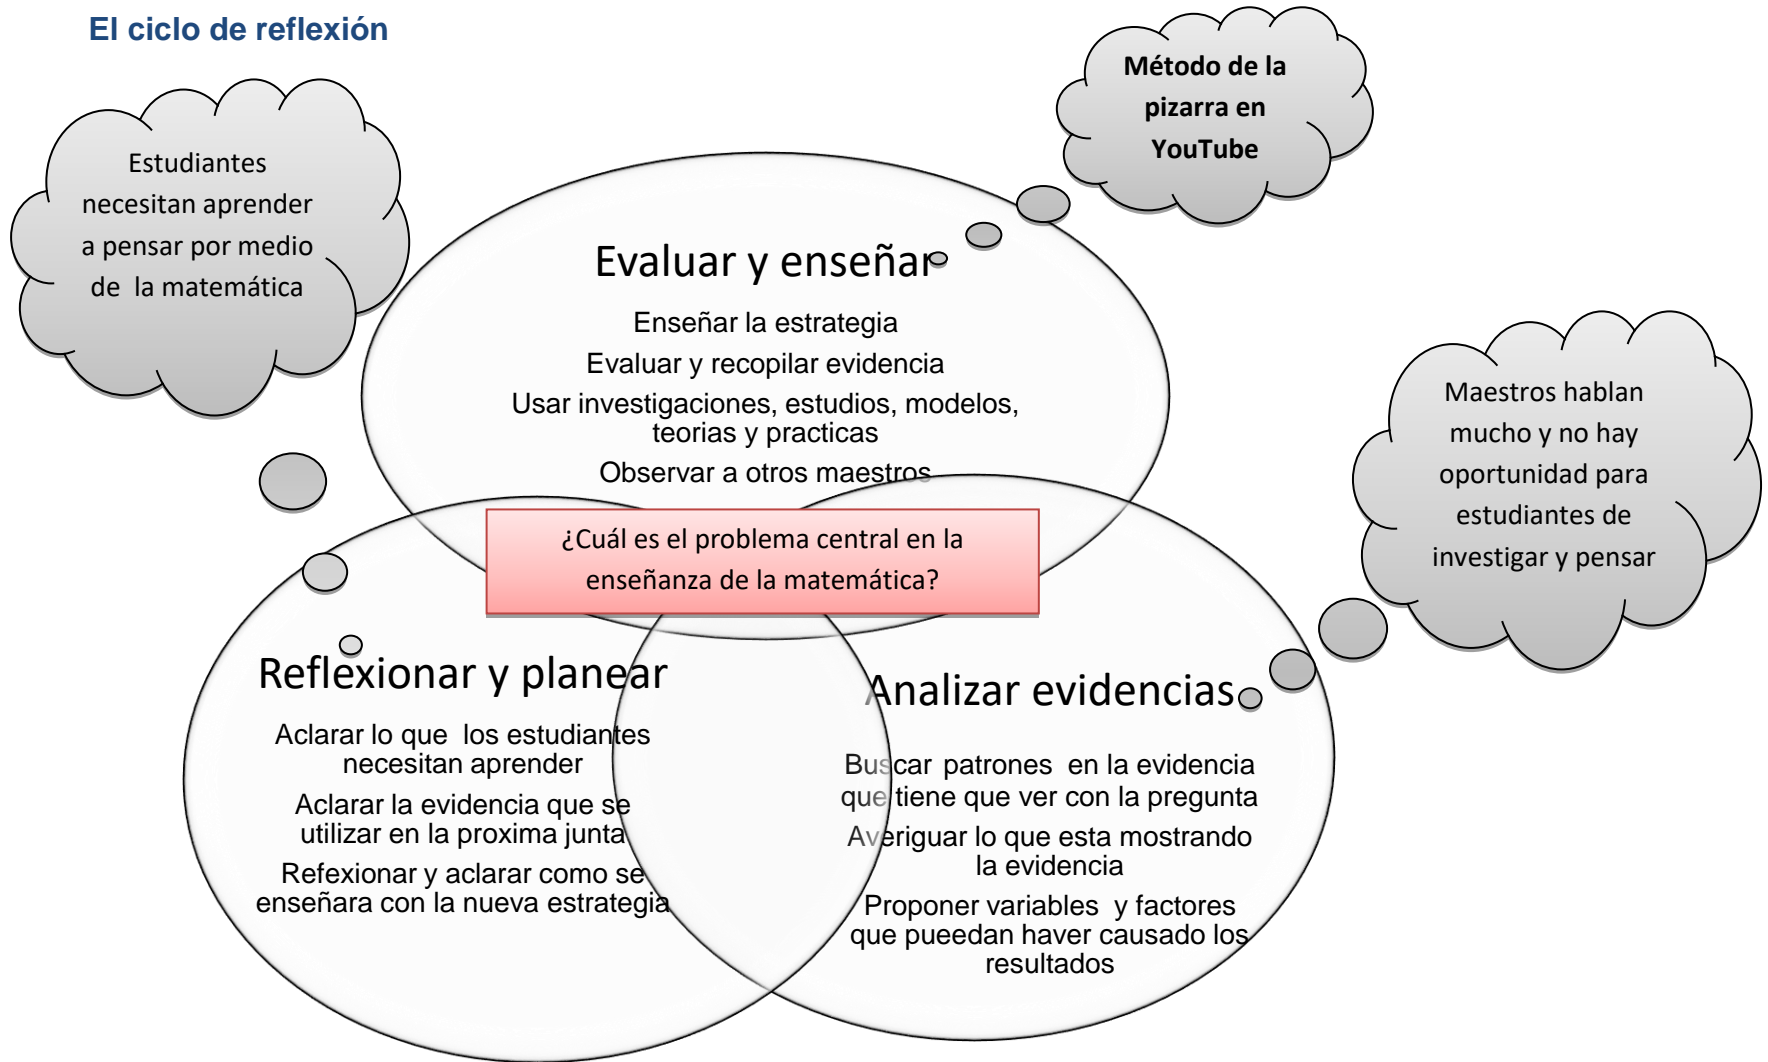 El ciclo de reflexión
Método de la
pizarra en
YouTube
Estudiantes
necesitan aprender
a pensar por medio
de la matemática
Evaluar y enseñar
Enseñar la estrategia
Evaluar y recopilar evidencia
Usar investigaciones, estudios, modelos,
teorias y practicas
Observar a otros maestros
Maestros hablan
mucho y no hay
oportunidad para
estudiantes de
investigar y pensar
¿Cuál es el problema central en la
enseñanza de la matemática?
Reflexionar y planear
Aclarar lo que los estudiantes
necesitan aprender
Aclarar la evidencia que se
utilizar en la proxima junta
Refexionar y aclarar como se
enseñara con la nueva estrategia
Analizar evidencias
Buscar patrones en la evidencia
que tiene que ver con la pregunta
Averiguar lo que esta mostrando
la evidencia
Proponer variables y factores
que pueedan haver causado los
resultados